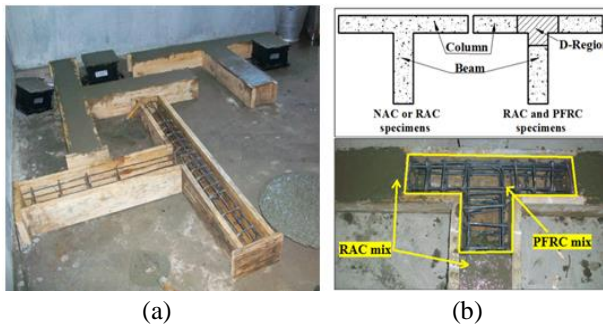 Column
D-Region
Beam
NAC or RAC
specimens
RAC and PFRC
specimens
RAC mix
PFRC mix
(a)
(b)